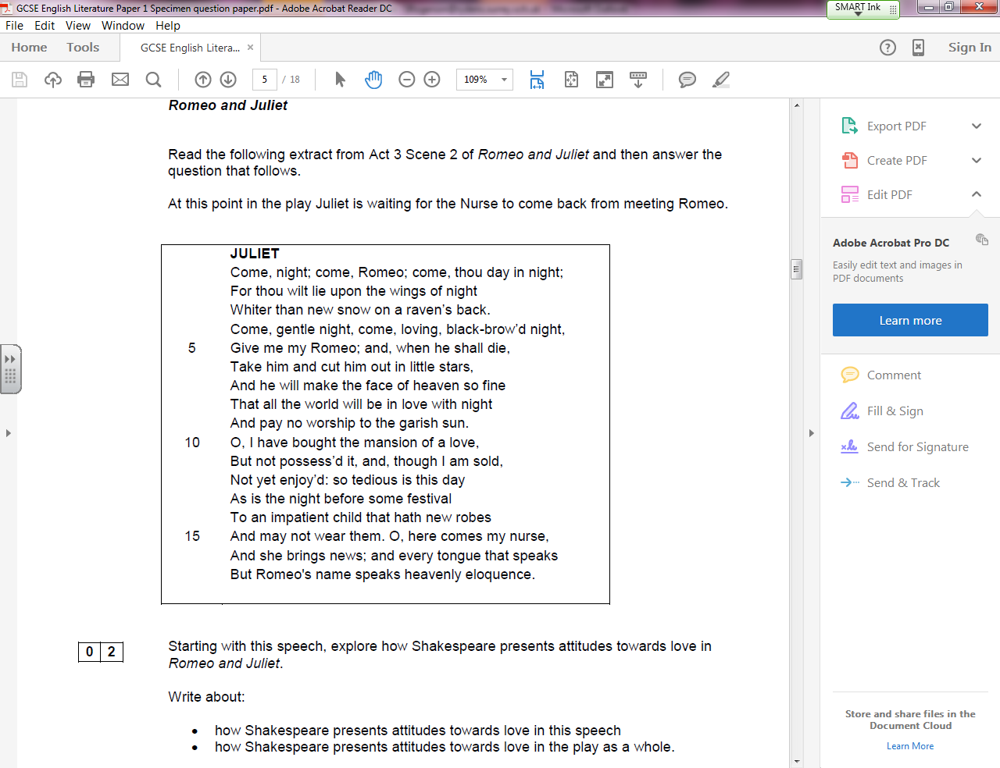 GCSE English Literature Paper 1 Specimen question paper.pdf - Adobe Acrobat Reader DC
SMART Ink
File Edit View Window Help
Home Tools GCSE English Litera... × Sign In
5 / 18 109%
Romeo and Juliet
Read the following extract from Act 3 Scene 2 of Romeo and Juliet and then answer the
question that follows.
At this point in the play Juliet is waiting for the Nurse to come back from meeting Romeo.
JULIET
Come, night; come, Romeo; come, thou day in night;
For thou wilt lie upon the wings of night
Whiter than new snow on a raven's back.
Come, gentle night, come, loving, black-brow'd night,
5 Give me my Romeo; and, when he shall die,
Take him and cut him out in little stars,
And he will make the face of heaven so fine
That all the world will be in love with night
And pay no worship to the garish sun.
10 O, I have bought the mansion of a love,
But not possess'd it, and, though I am sold,
Not yet enjoy'd: so tedious is this day
As is the night before some festival
To an impatient child that hath new robes
15 And may not wear them. O, here comes my nurse,
And she brings news; and every tongue that speaks
But Romeo's name speaks heavenly eloquence.
0 2 Starting with this speech, explore how Shakespeare presents attitudes towards love in
Romeo and Juliet.
Write about:
• how Shakespeare presents attitudes towards love in this speech
• how Shakespeare presents attitudes towards love in the play as a whole.
Export PDF
Create PDF
Edit PDF
Adobe Acrobat Pro DC
Easily edit text and images in
PDF documents
Learn more
Comment
Fill & Sign
Send for Signature
Send & Track
Store and share files in the
Document Cloud
Learn More